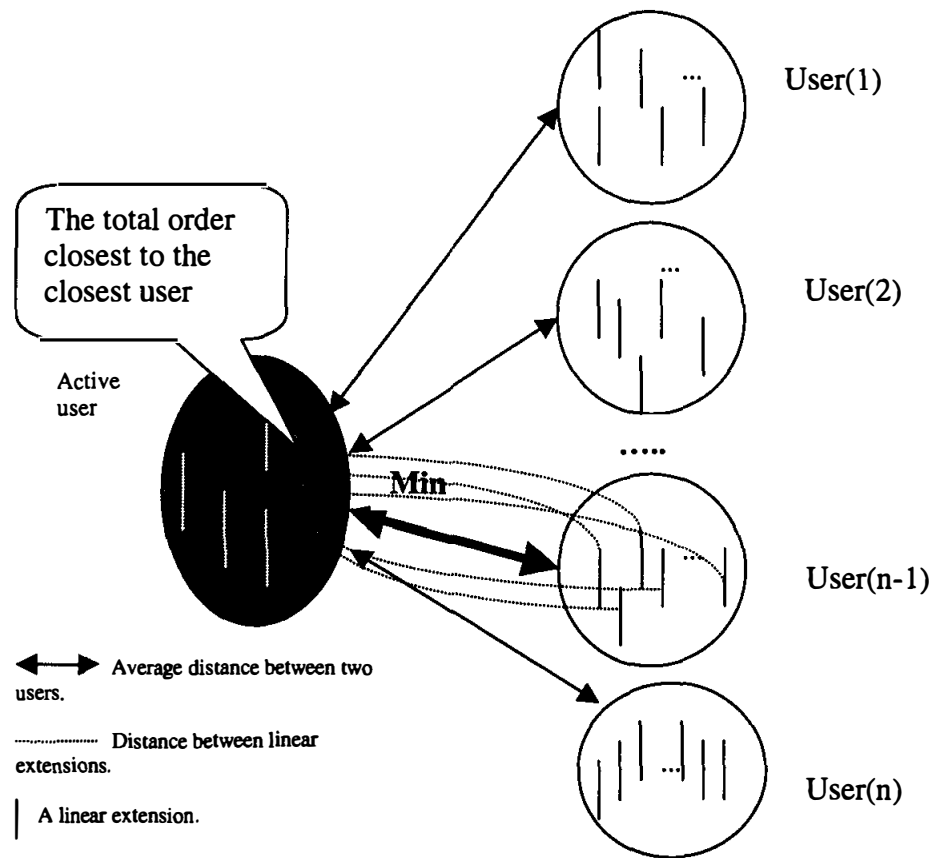 User(1)
...
The total order
closest to the
closest user
...
User(2)
Active
user
.....
Min
...
User(n-1)
Average distance between two
users.
Distance between linear
extensions.
...
User(n)
A linear extension.